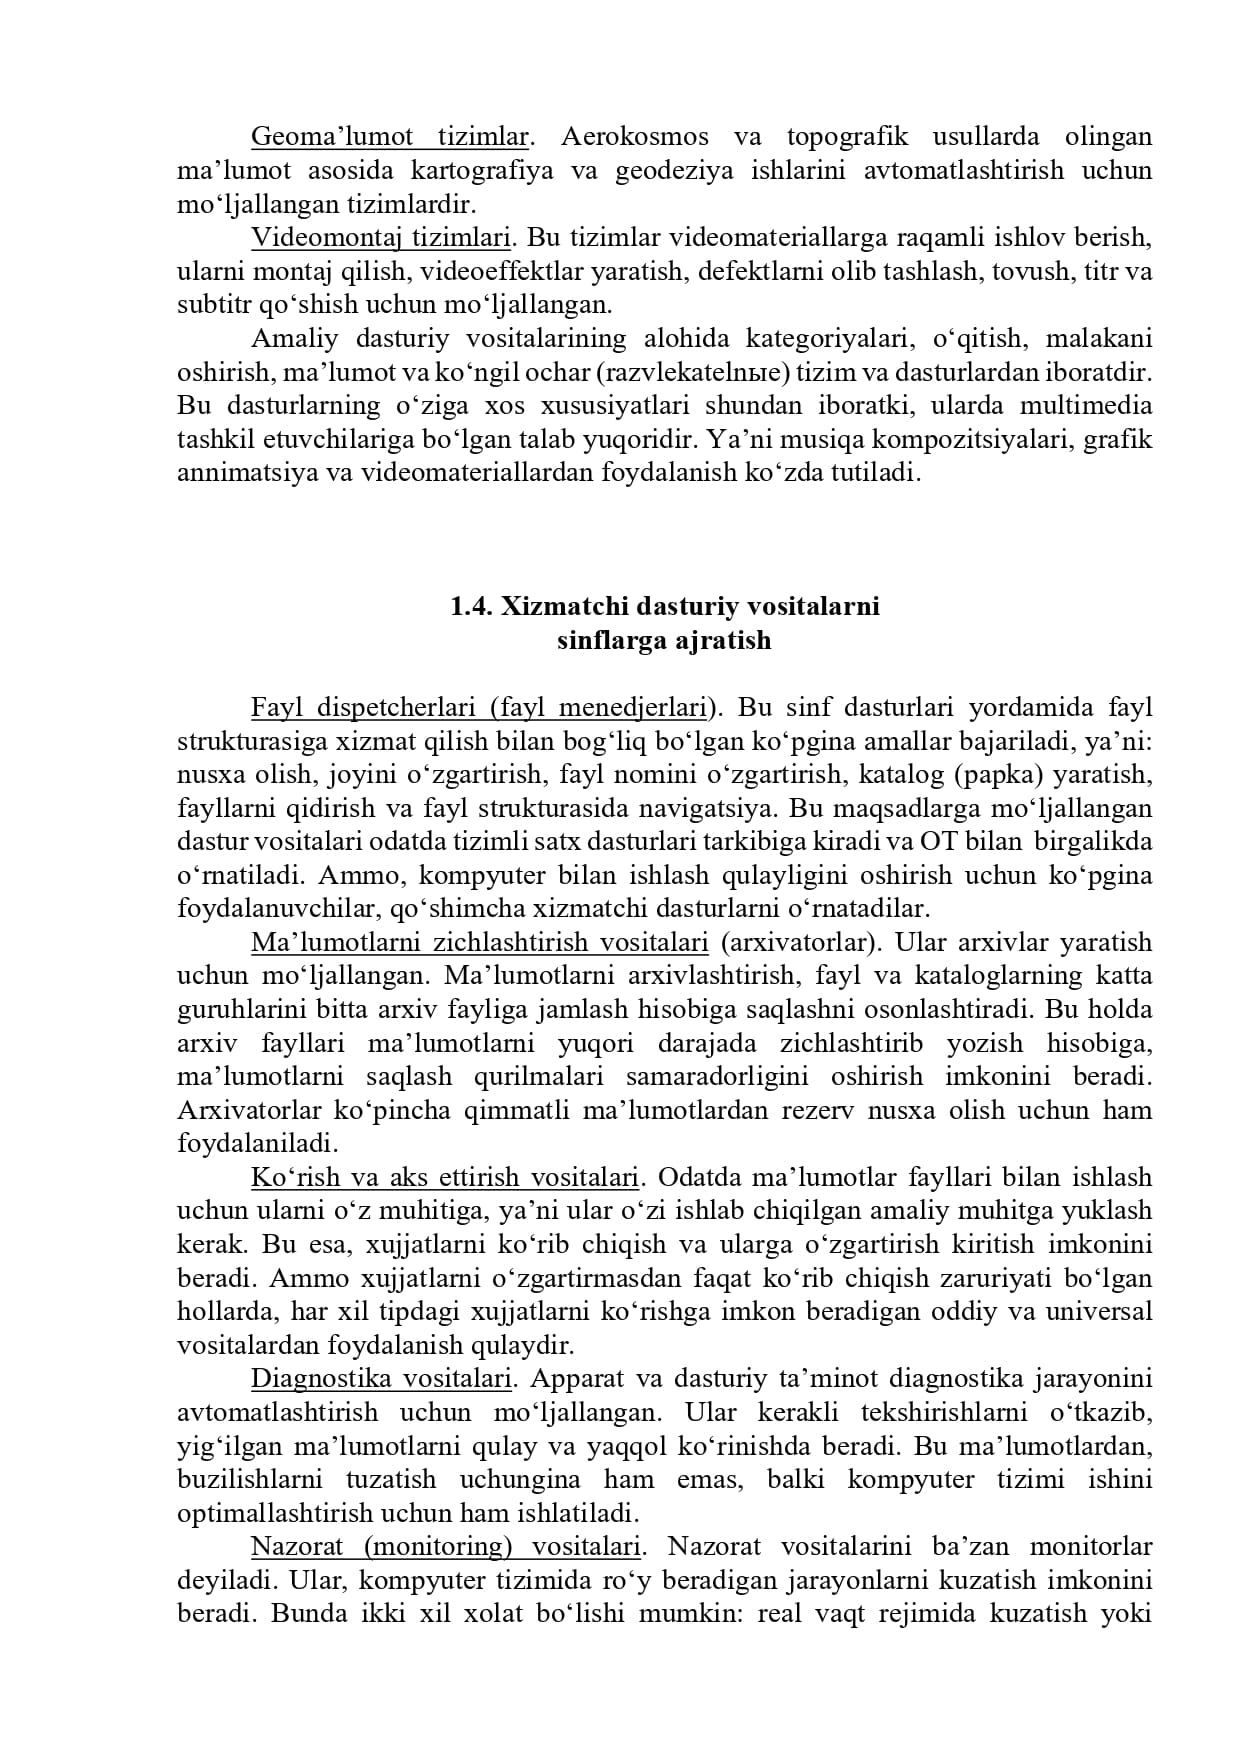 Geoma’lumot tizimlar. Aerokosmos va topografik usullarda olingan
ma’lumot asosida kartografiya va geodeziya ishlarini avtomatlashtirish uchun
mo‘ljallangan tizimlardir.
Videomontaj tizimlari. Bu tizimlar videomateriallarga raqamli ishlov berish,
ularni montaj qilish, videoeffektlar yaratish, defektlarni olib tashlash, tovush, titr va
subtitr qo‘shish uchun mo‘ljallangan.
Amaliy dasturiy vositalarining alohida kategoriyalari, o‘qitish, malakani
oshirish, ma’lumot va ko‘ngil ochar (razvlekatelnые) tizim va dasturlardan iboratdir.
Bu dasturlarning o‘ziga xos xususiyatlari shundan iboratki, ularda multimedia
tashkil etuvchilariga bo‘lgan talab yuqoridir. Ya’ni musiqa kompozitsiyalari, grafik
annimatsiya va videomateriallardan foydalanish ko‘zda tutiladi.
1.4. Xizmatchi dasturiy vositalarni
sinflarga ajratish
Fayl dispetcherlari (fayl menedjerlari). Bu sinf dasturlari yordamida fayl
strukturasiga xizmat qilish bilan bog‘liq bo‘lgan ko‘pgina amallar bajariladi, ya’ni:
nusxa olish, joyini o‘zgartirish, fayl nomini o‘zgartirish, katalog (papka) yaratish,
fayllarni qidirish va fayl strukturasida navigatsiya. Bu maqsadlarga mo‘ljallangan
dastur vositalari odatda tizimli satx dasturlari tarkibiga kiradi va OT bilan birgalikda
o‘rnatiladi. Ammo, kompyuter bilan ishlash qulayligini oshirish uchun ko‘pgina
foydalanuvchilar, qo‘shimcha xizmatchi dasturlarni o‘rnatadilar.
Ma’lumotlarni zichlashtirish vositalari (arxivatorlar). Ular arxivlar yaratish
uchun mo‘ljallangan. Ma’lumotlarni arxivlashtirish, fayl va kataloglarning katta
guruhlarini bitta arxiv fayliga jamlash hisobiga saqlashni osonlashtiradi. Bu holda
arxiv fayllari ma’lumotlarni yuqori darajada zichlashtirib yozish hisobiga,
ma’lumotlarni saqlash qurilmalari samaradorligini oshirish imkonini beradi.
Arxivatorlar ko‘pincha qimmatli ma’lumotlardan rezerv nusxa olish uchun ham
foydalaniladi.
Ko‘rish va aks ettirish vositalari. Odatda ma’lumotlar fayllari bilan ishlash
uchun ularni o‘z muhitiga, ya’ni ular o‘zi ishlab chiqilgan amaliy muhitga yuklash
kerak. Bu esa, xujjatlarni ko‘rib chiqish va ularga o‘zgartirish kiritish imkonini
beradi. Ammo xujjatlarni o‘zgartirmasdan faqat ko‘rib chiqish zaruriyati bo‘lgan
hollarda, har xil tipdagi xujjatlarni ko‘rishga imkon beradigan oddiy va universal
vositalardan foydalanish qulaydir.
Diagnostika vositalari. Apparat va dasturiy ta’minot diagnostika jarayonini
avtomatlashtirish uchun mo‘ljallangan. Ular kerakli tekshirishlarni o‘tkazib,
yig‘ilgan ma’lumotlarni qulay va yaqqol ko‘rinishda beradi. Bu ma’lumotlardan,
buzilishlarni tuzatish uchungina ham emas, balki kompyuter tizimi ishini
optimallashtirish uchun ham ishlatiladi.
Nazorat (monitoring) vositalari. Nazorat vositalarini ba’zan monitorlar
deyiladi. Ular, kompyuter tizimida ro‘y beradigan jarayonlarni kuzatish imkonini
beradi. Bunda ikki xil xolat bo‘lishi mumkin: real vaqt rejimida kuzatish yoki